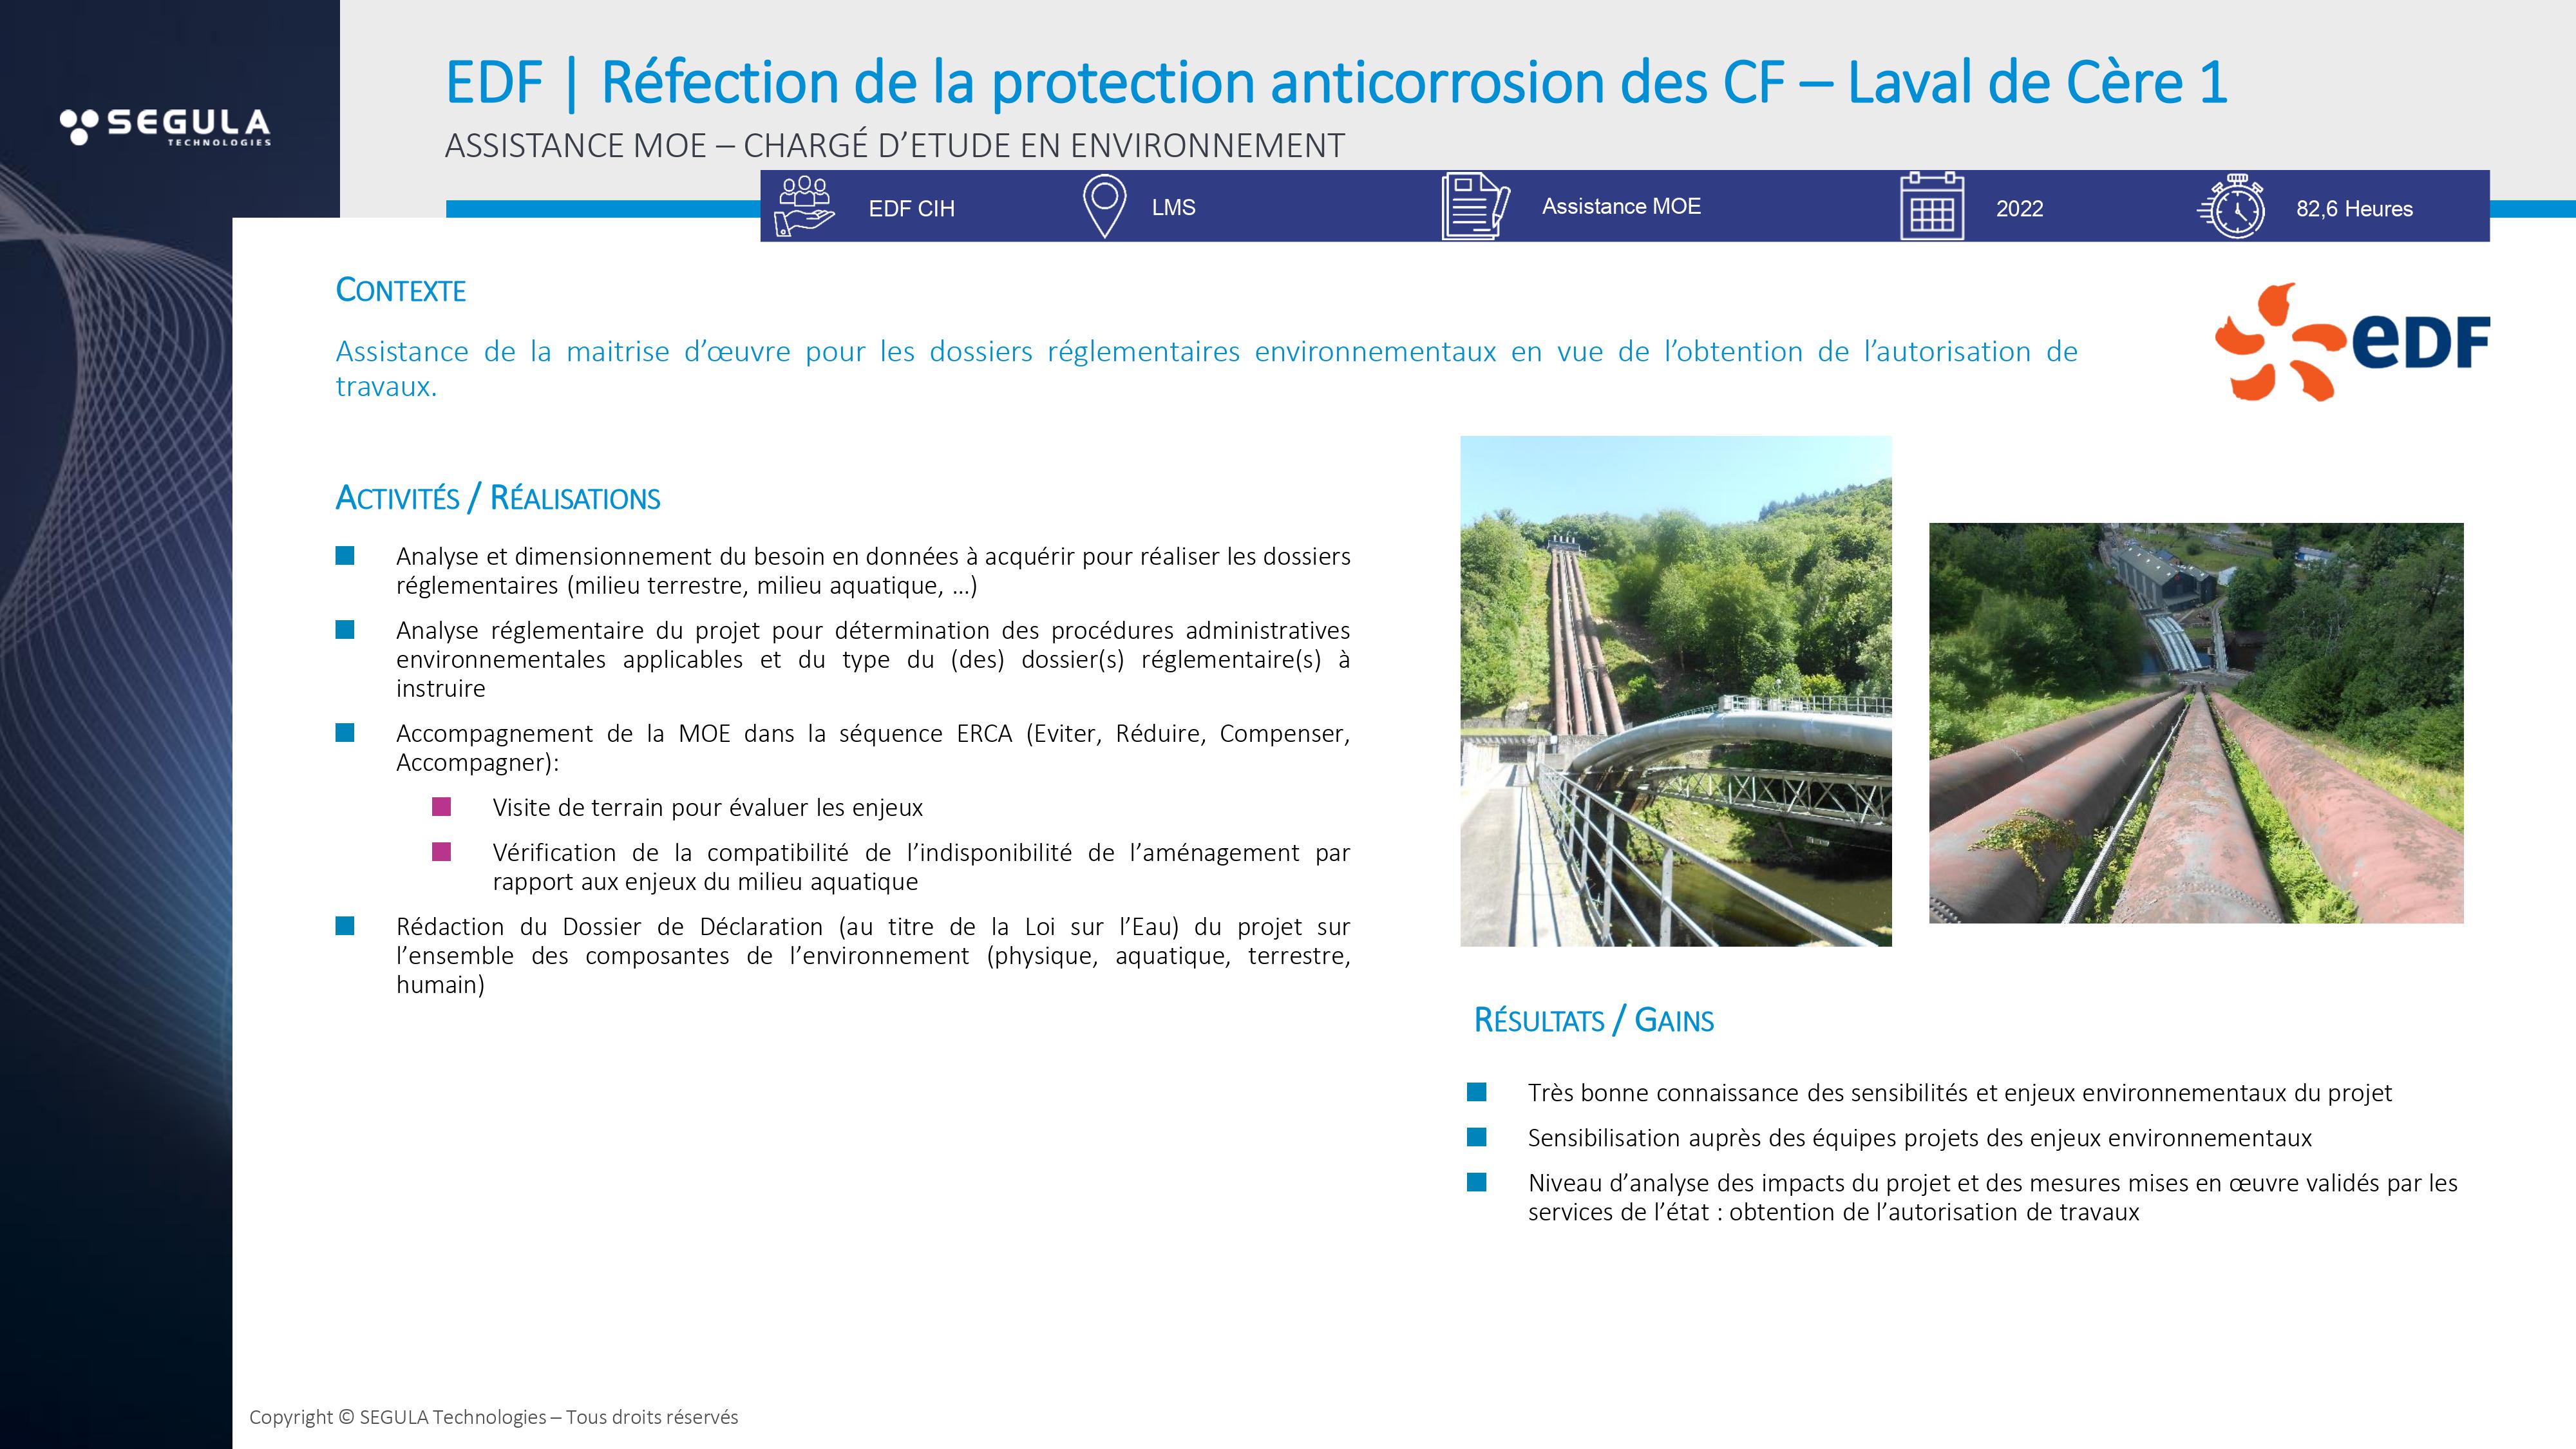 SEGULA
TECHNOLOGIES
EDF | Réfection de la protection anticorrosion des CF – Laval de Cère 1
ASSISTANCE MOE – CHARGÉ D’ETUDE EN ENVIRONNEMENT
EDF CIH
LMS
Assistance MOE
2022
82,6 Heures
CONTEXTE
Assistance de la maitrise d’œuvre pour les dossiers réglementaires environnementaux en vue de l’obtention de l’autorisation de
travaux.
eDF
ACTIVITÉS / RÉALISATIONS
Analyse et dimensionnement du besoin en données à acquérir pour réaliser les dossiers
réglementaires (milieu terrestre, milieu aquatique, …)
Analyse réglementaire du projet pour détermination des procédures administratives
environnementales applicables et du type du (des) dossier(s) réglementaire(s) à
instruire
Accompagnement de la MOE dans la séquence ERCA (Eviter, Réduire, Compenser,
Accompagner):
Visite de terrain pour évaluer les enjeux
Vérification de la compatibilité de l’indisponibilité de l’aménagement par
rapport aux enjeux du milieu aquatique
Rédaction du Dossier de Déclaration (au titre de la Loi sur l’Eau) du projet sur
l’ensemble des composantes de l’environnement (physique, aquatique, terrestre,
humain)
RÉSULTATS / GAINS
Très bonne connaissance des sensibilités et enjeux environnementaux du projet
Sensibilisation auprès des équipes projets des enjeux environnementaux
Niveau d’analyse des impacts du projet et des mesures mises en œuvre validés par les
services de l’état : obtention de l’autorisation de travaux
Copyright © SEGULA Technologies – Tous droits réservés